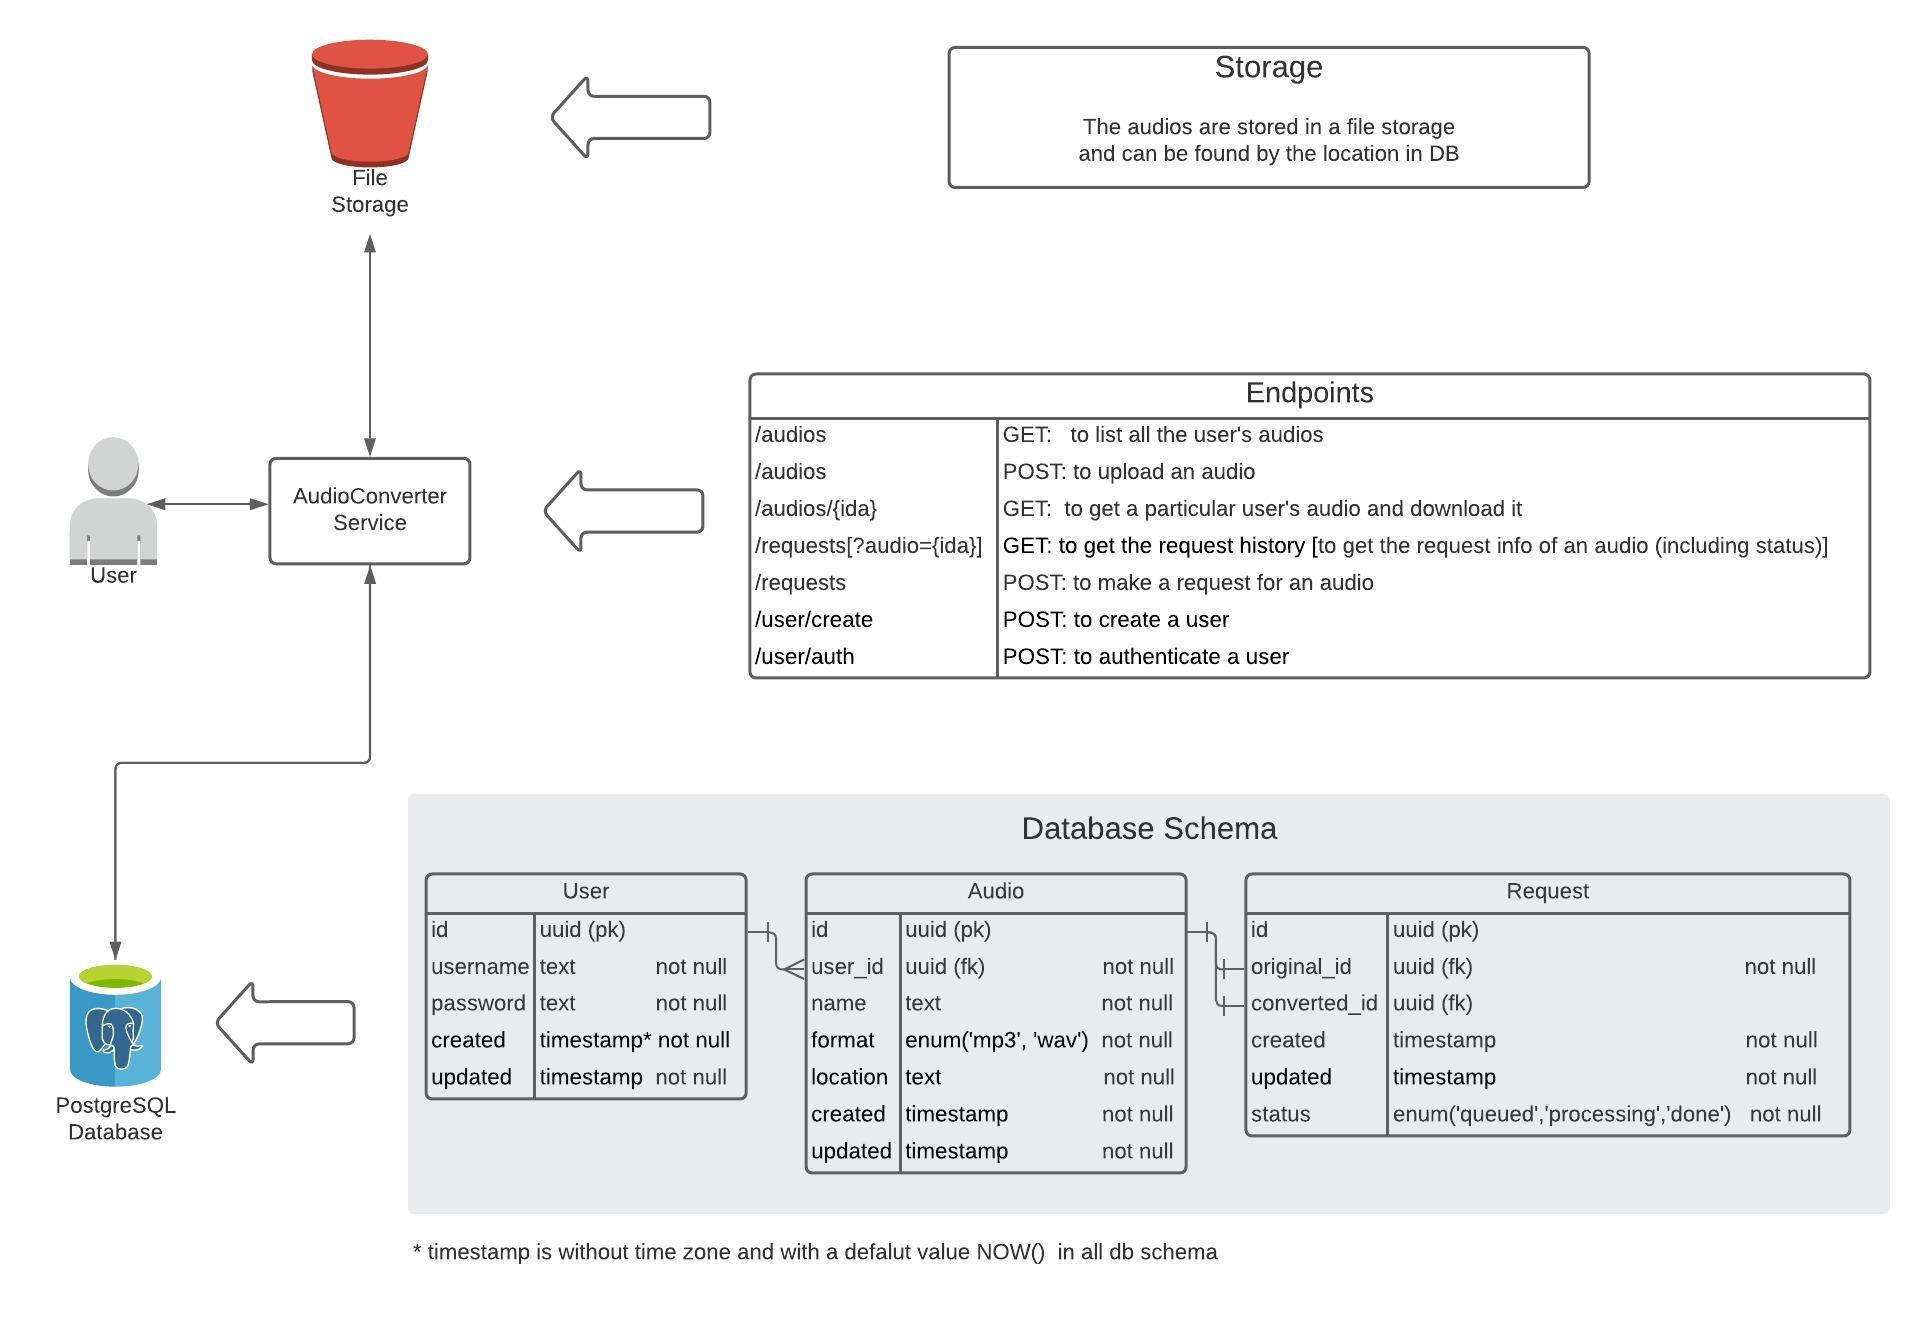 Storage
The audios are stored in a file storage
and can be found by the location in DB
File
Storage
Endpoints
/audios GET: to list all the user's audios
/audios POST: to upload an audio
/audios/{ida} GET: to get a particular user's audio and download it
/requests[?audio={ida}] GET: to get the request history [to get the request info of an audio (including status)]
/requests POST: to make a request for an audio
/user/create POST: to create a user
/user/auth POST: to authenticate a user
AudioConverter
Service
User
Database Schema
User
id uuid (pk)
username text not null
password text not null
created timestamp* not null
updated timestamp not null
Audio
id uuid (pk)
user_id uuid (fk) not null
name text not null
format enum('mp3', 'wav') not null
location text not null
created timestamp not null
updated timestamp not null
Request
id uuid (pk)
original_id uuid (fk) not null
converted_id uuid (fk)
created timestamp not null
updated timestamp not null
status enum('queued','processing','done') not null
PostgreSQL
Database
* timestamp is without time zone and with a defalut value NOW() in all db schema